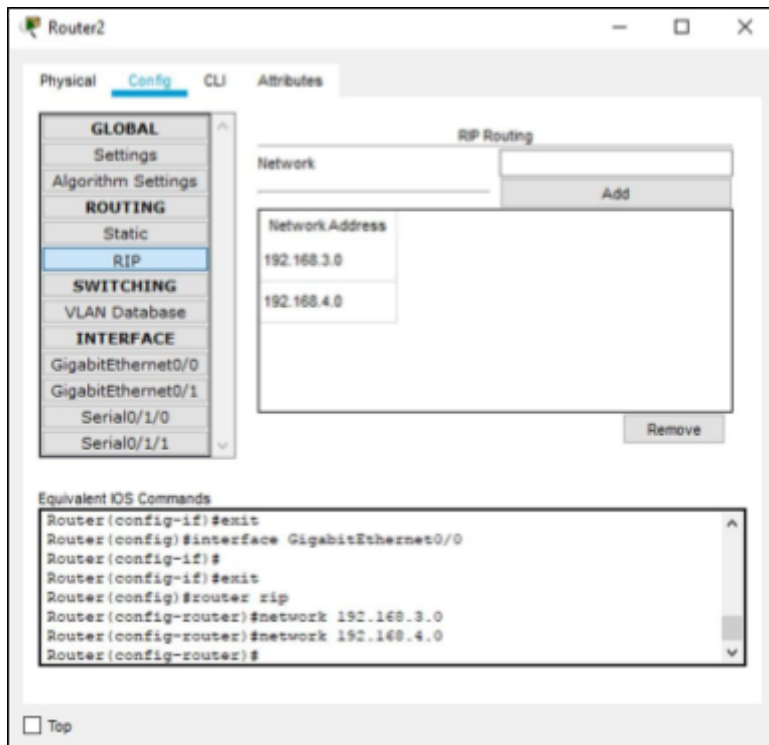 Router2
Physical Config CLI Attributes
GLOBAL
Settings
Algorithm Settings
ROUTING
Static
RIP
SWITCHING
VLAN Database
INTERFACE
GigabitEthernet0/0
GigabitEthernet0/1
Serial0/1/0
Serial0/1/1
RIP Routing
Network
Add
Network Address
192.168.3.0
192.168.4.0
Remove
Equivalent IOS Commands
Router(config-if)#exit
Router(config)#interface GigabitEthernet0/0
Router(config-if)#
Router(config-if)#exit
Router(config)#router rip
Router(config-router)#network 192.168.3.0
Router(config-router)#network 192.168.4.0
Router(config-router)#
Top